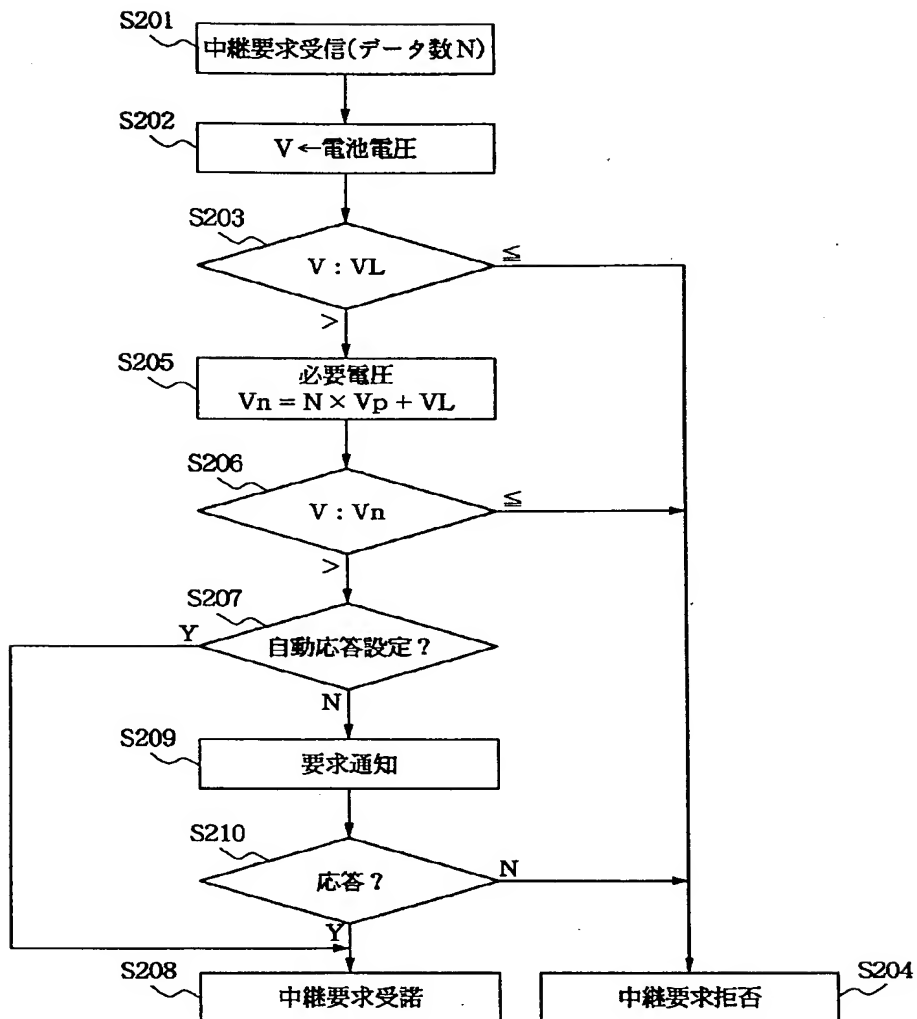 S201
中継要求受信(データ数N)
S202
V←電池電圧
S203
V : VL
≦
>
S205
必要電圧
Vn = N × Vp + VL
S206
V : Vn
≦
>
S207
Y
自動応答設定?
N
S209
要求通知
S210
応答?
N
Y
S208
中継要求受諾
S204
中継要求拒否